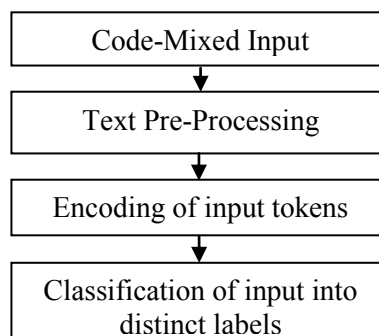 Code-Mixed Input
Text Pre-Processing
Encoding of input tokens
Classification of input into
distinct labels